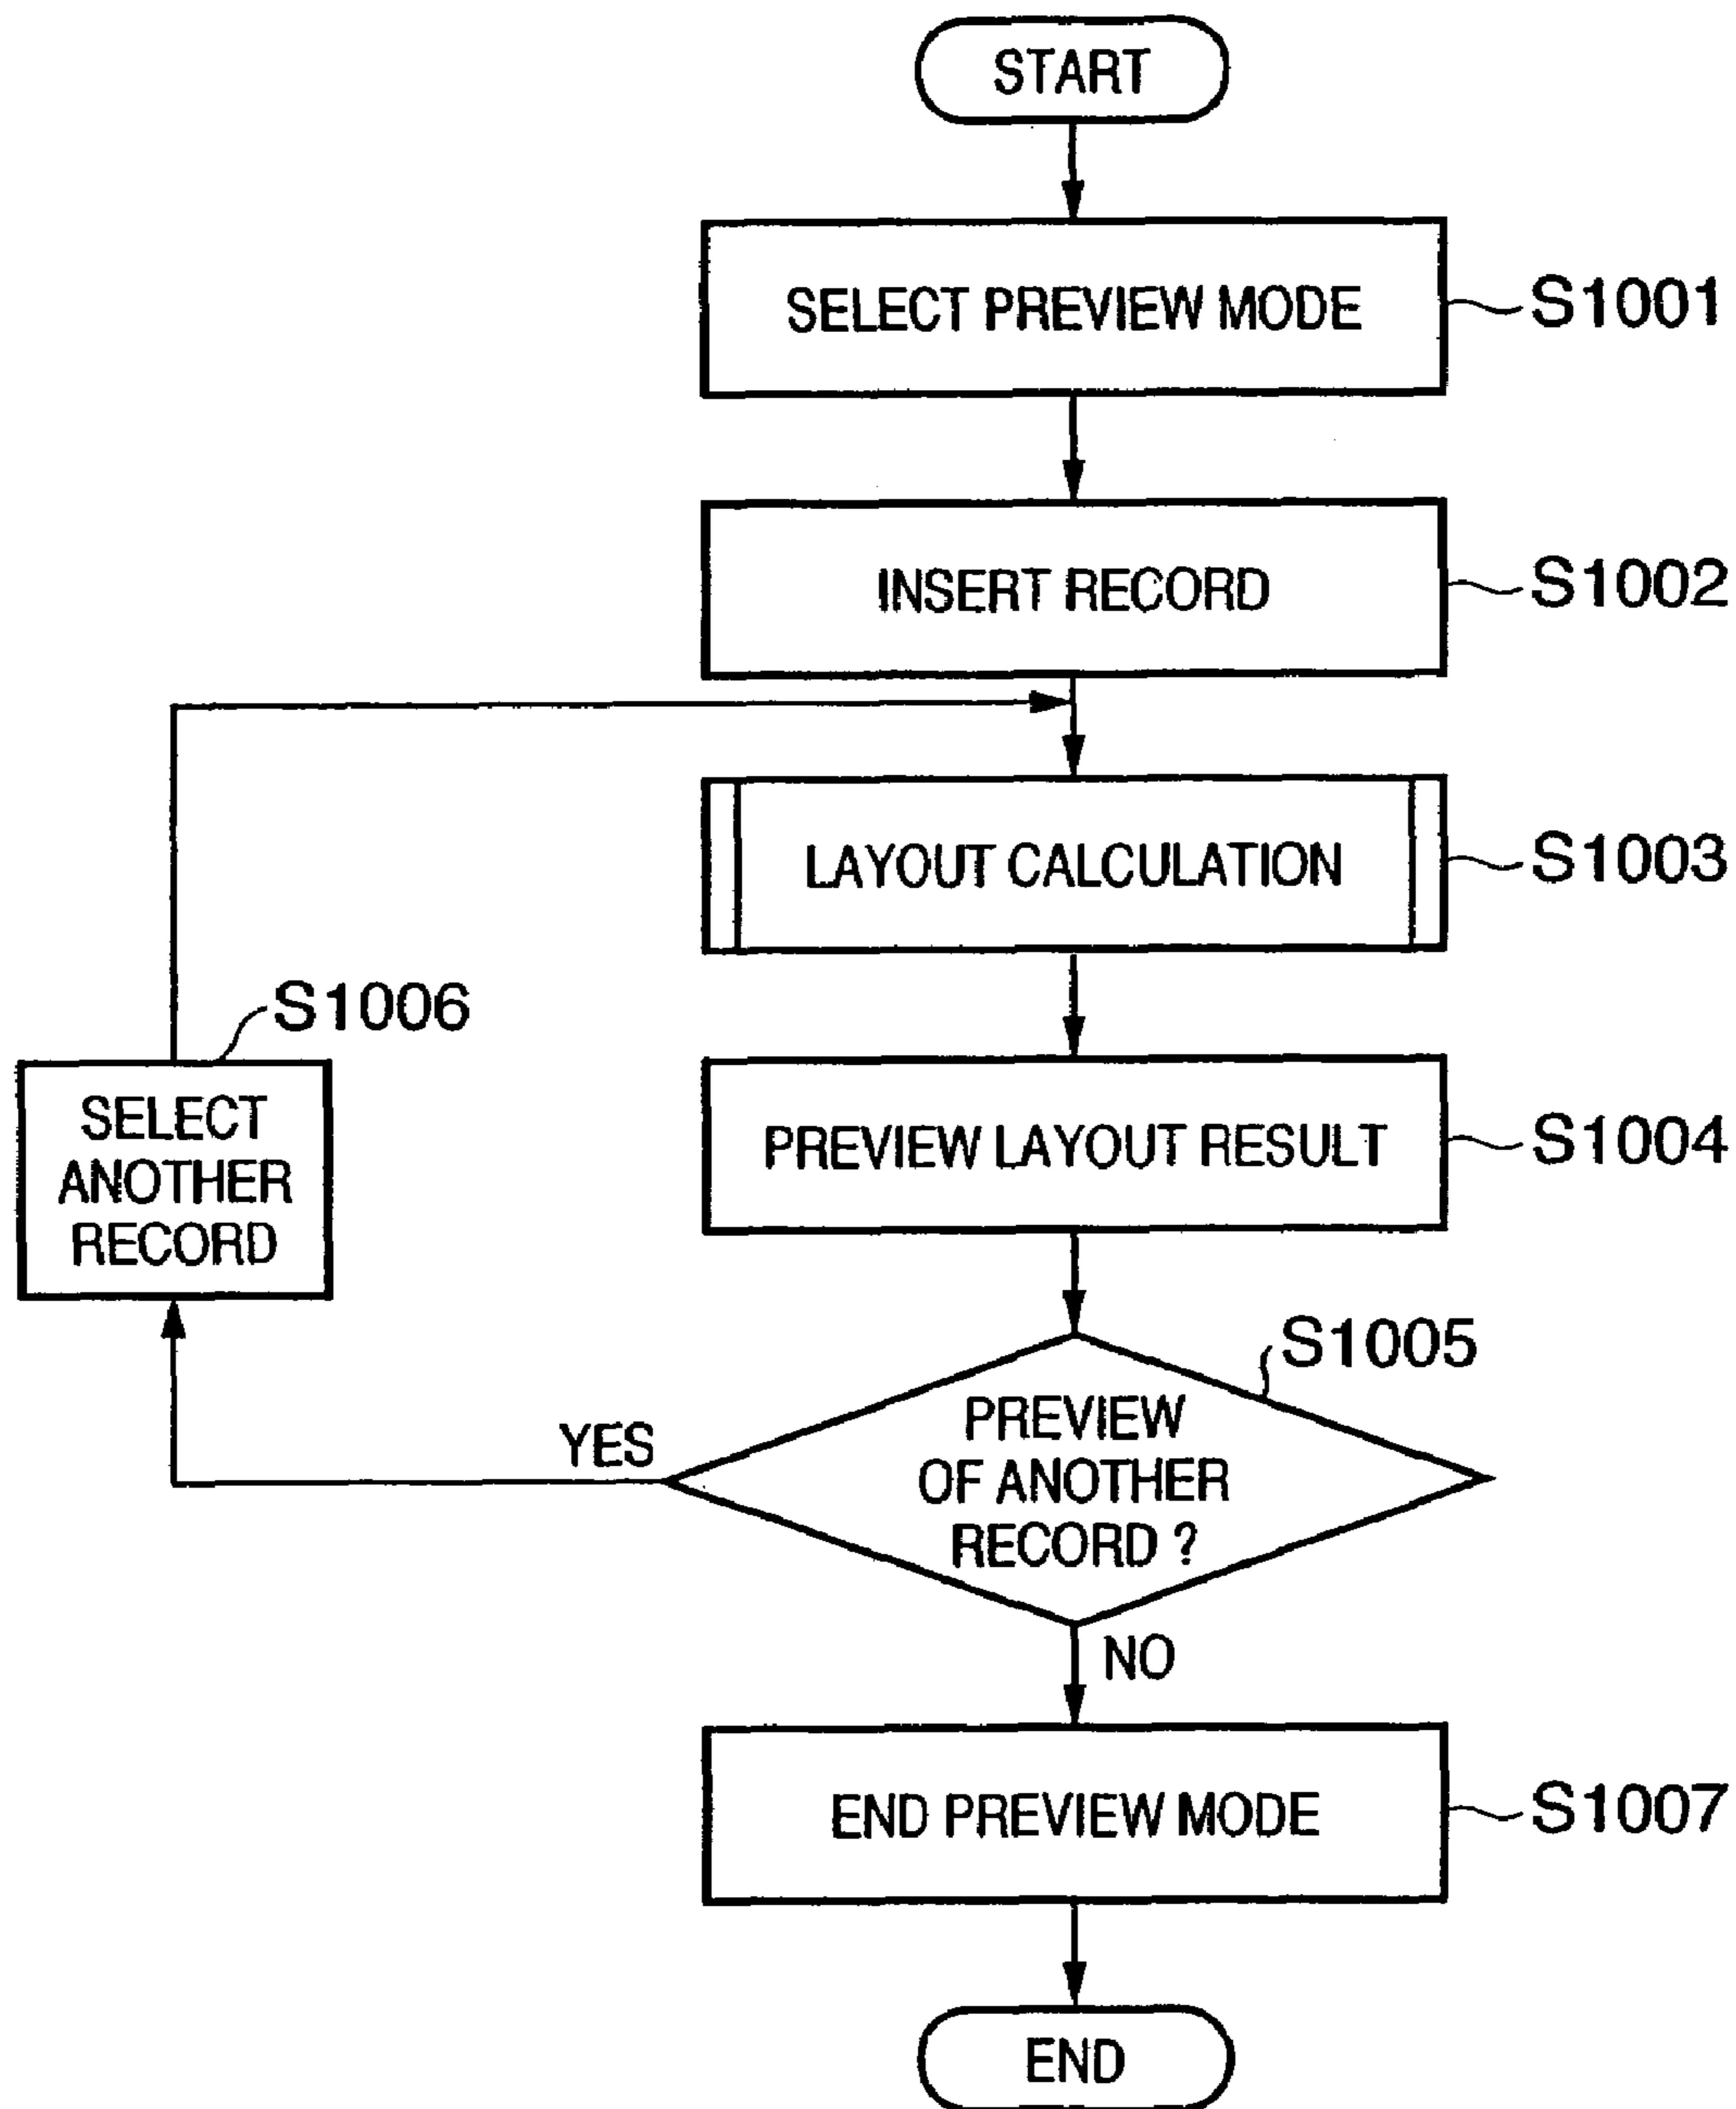 START
SELECT PREVIEW MODE
S1001
INSERT RECORD
S1002
LAYOUT CALCULATION
S1003
S1006
SELECT
ANOTHER
RECORD
PREVIEW LAYOUT RESULT
S1004
S1005
PREVIEW
OF ANOTHER
RECORD ?
YES
NO
END PREVIEW MODE
S1007
END